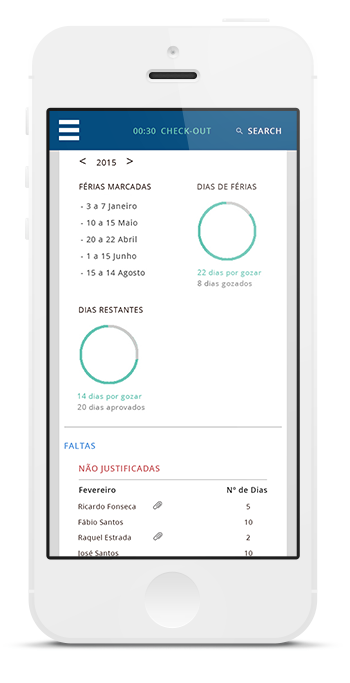 00:30 CHECK-OUT SEARCH
< 2015 >
FÉRIAS MARCADAS
- 3 a 7 Janeiro
- 10 a 15 Maio
- 20 a 22 Abril
- 1 a 15 Junho
- 15 a 14 Agosto
DIAS DE FÉRIAS
22 dias por gozar
8 dias gozados
DIAS RESTANTES
14 dias por gozar
20 dias aprovados
FALTAS
NÃO JUSTIFICADAS
Fevereiro Nº de Dias
Ricardo Fonseca 5
Fábio Santos 10
Raquel Estrada 2
José Santos 10